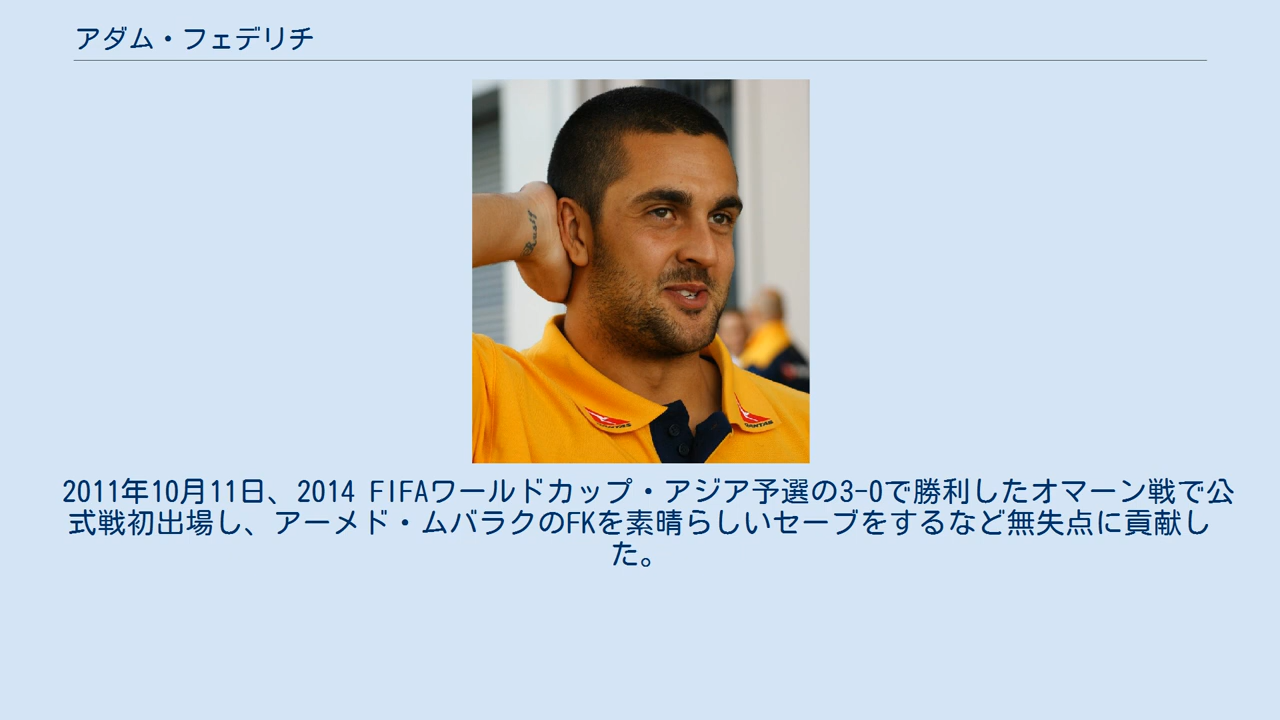 アダム・フェデリチ
QANTAS
2011年10月11日、2014 FIFAワールドカップ・アジア予選の3-0で勝利したオマーン戦で公
式戦初出場し、アーメド・ムバラクのFKを素晴らしいセーブをするなど無失点に貢献し
た。